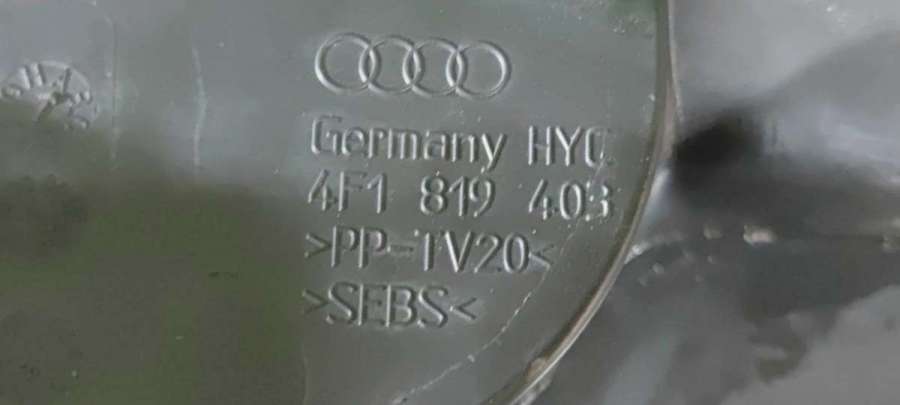 Germany HYC
4F1 819 403
>PP-TV20<
>SEBS<